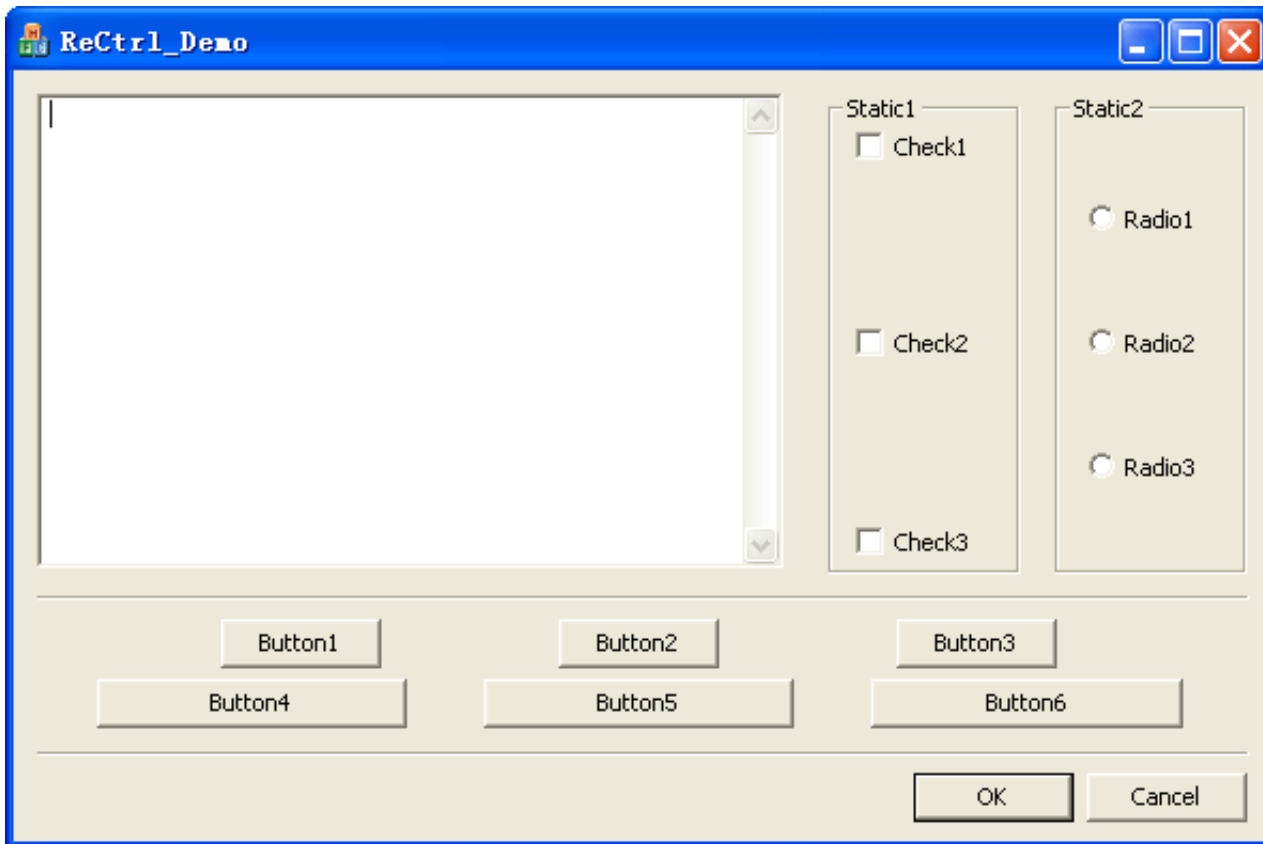 ReCtrl_Demo
Static1
Static2
Check1
Radio1
Check2
Radio2
Radio3
Check3
Button1
Button2
Button3
Button4
Button5
Button6
OK
Cancel